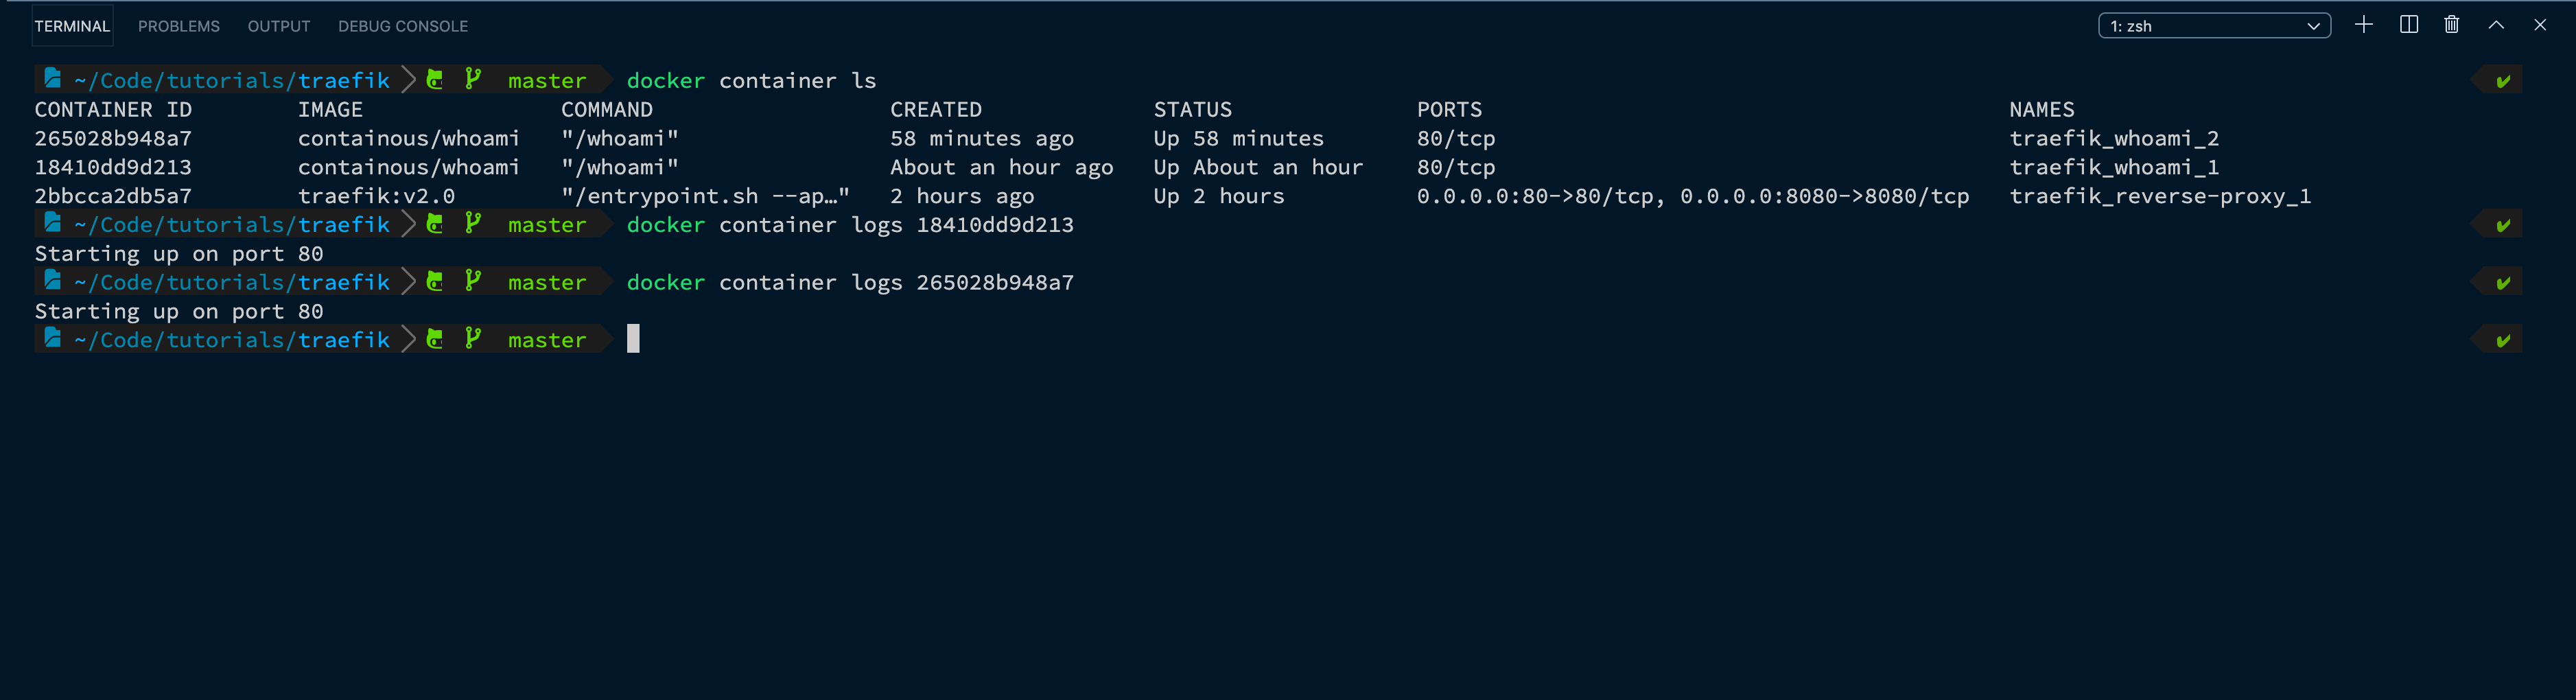 TERMINAL PROBLEMS OUTPUT DEBUG CONSOLE 1: zsh
~/Code/tutorials/traefik master docker container ls ✔
CONTAINER ID IMAGE COMMAND CREATED STATUS PORTS NAMES
265028b948a7 containous/whoami "/whoami" 58 minutes ago Up 58 minutes 80/tcp traefik_whoami_2
18410dd9d213 containous/whoami "/whoami" About an hour ago Up About an hour 80/tcp traefik_whoami_1
2bbcca2db5a7 traefik:v2.0 "/entrypoint.sh --ap…" 2 hours ago Up 2 hours 0.0.0.0:80->80/tcp, 0.0.0.0:8080->8080/tcp traefik_reverse-proxy_1
~/Code/tutorials/traefik master docker container logs 18410dd9d213 ✔
Starting up on port 80
~/Code/tutorials/traefik master docker container logs 265028b948a7 ✔
Starting up on port 80
~/Code/tutorials/traefik master ✔